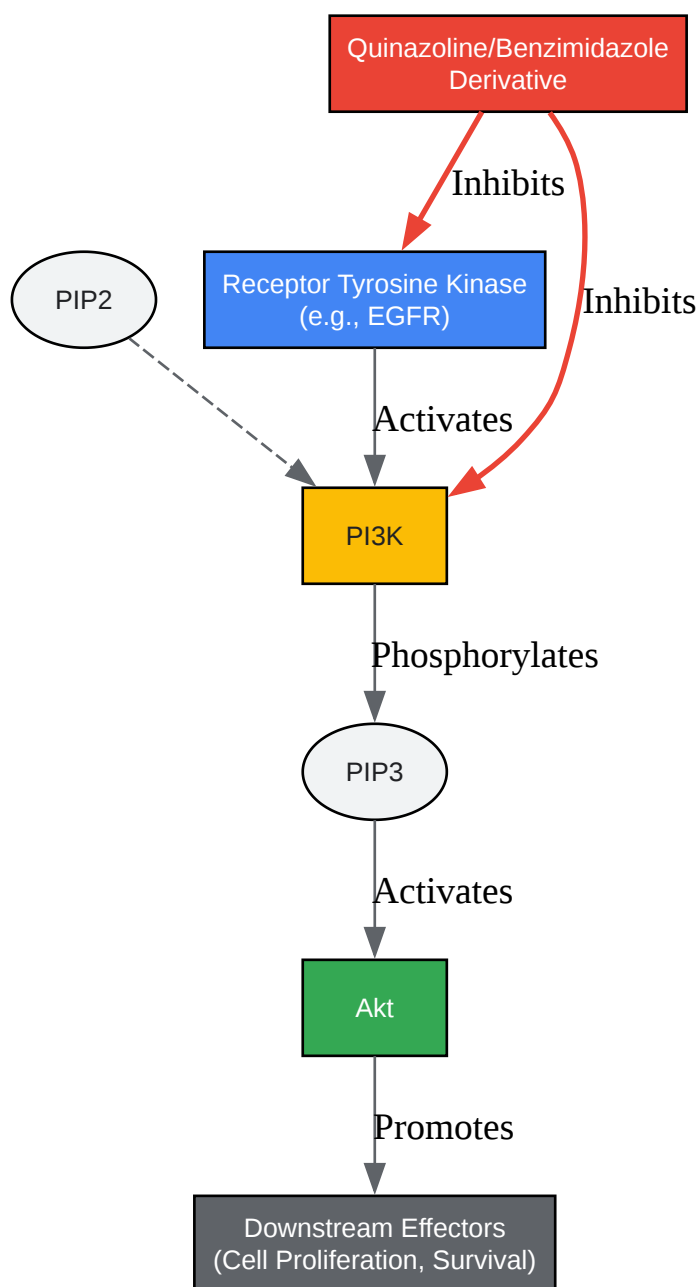 Quinazoline/Benzimidazole
Derivative
Inhibits
Receptor Tyrosine Kinase
(e.g., EGFR)
PIP2
Inhibits
Activates
PI3K
Phosphorylates
PIP3
Activates
Akt
Promotes
Downstream Effectors
(Cell Proliferation, Survival)